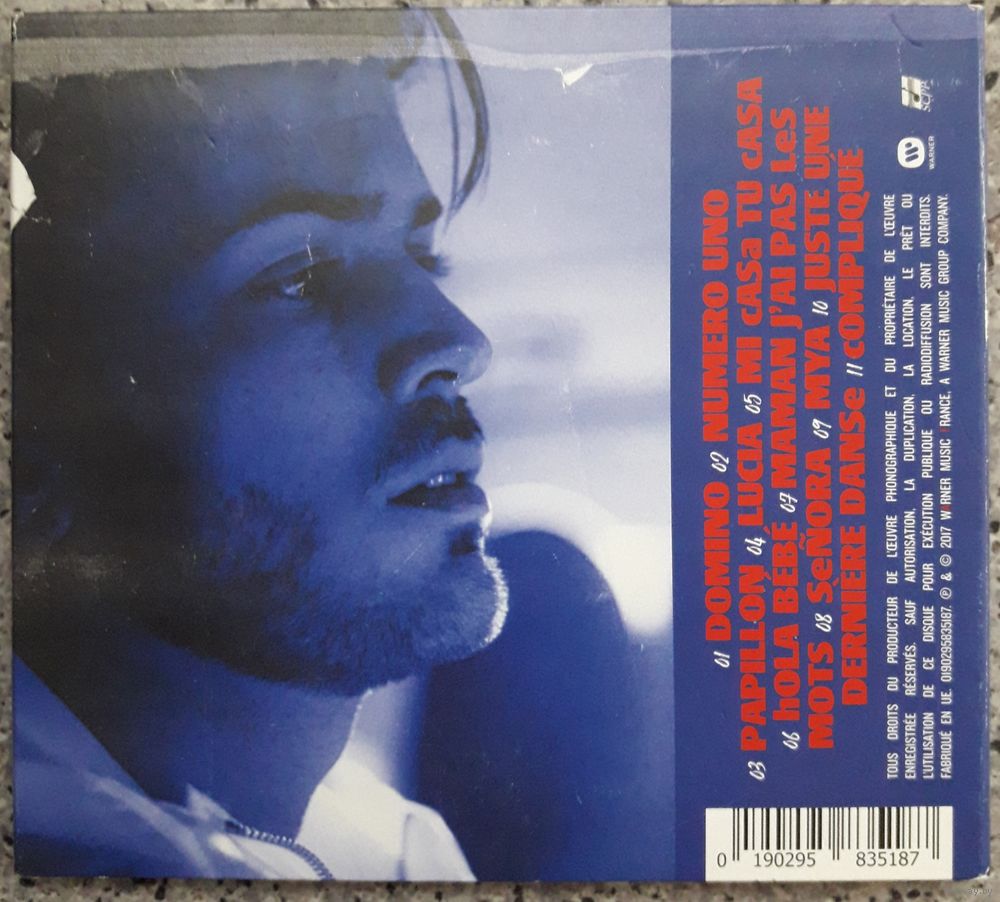 01 DOMINO 02 NUMERO UNO
03 PAPILLON 04 LUCIA 05 MI CASa TU CASA
06 hOLA BÉBÉ 07 MAMAN J'AI PAS Les
MOTS 08 SeÑORA 09 MYA 10 JUSTE UNE
DERNIÈRE DANSe 11 COMPLIQUÉ
WARNER
SCPP
TOUS DROITS DU PRODUCTEUR DE L'ŒUVRE PHONOGRAPHIQUE ET DU PROPRIÉTAIRE DE L'ŒUVRE
ENREGISTRÉE RÉSERVÉS. SAUF AUTORISATION, LA DUPLICATION, LA LOCATION, LE PRÊT OU
L'UTILISATION DE CE DISQUE POUR EXÉCUTION PUBLIQUE OU RADIODIFFUSION SONT INTERDITS.
FABRIQUÉ EN UE. 0190295835187. ℗ & © 2017 WARNER MUSIC FRANCE, A WARNER MUSIC GROUP COMPANY.
0 190295 835187